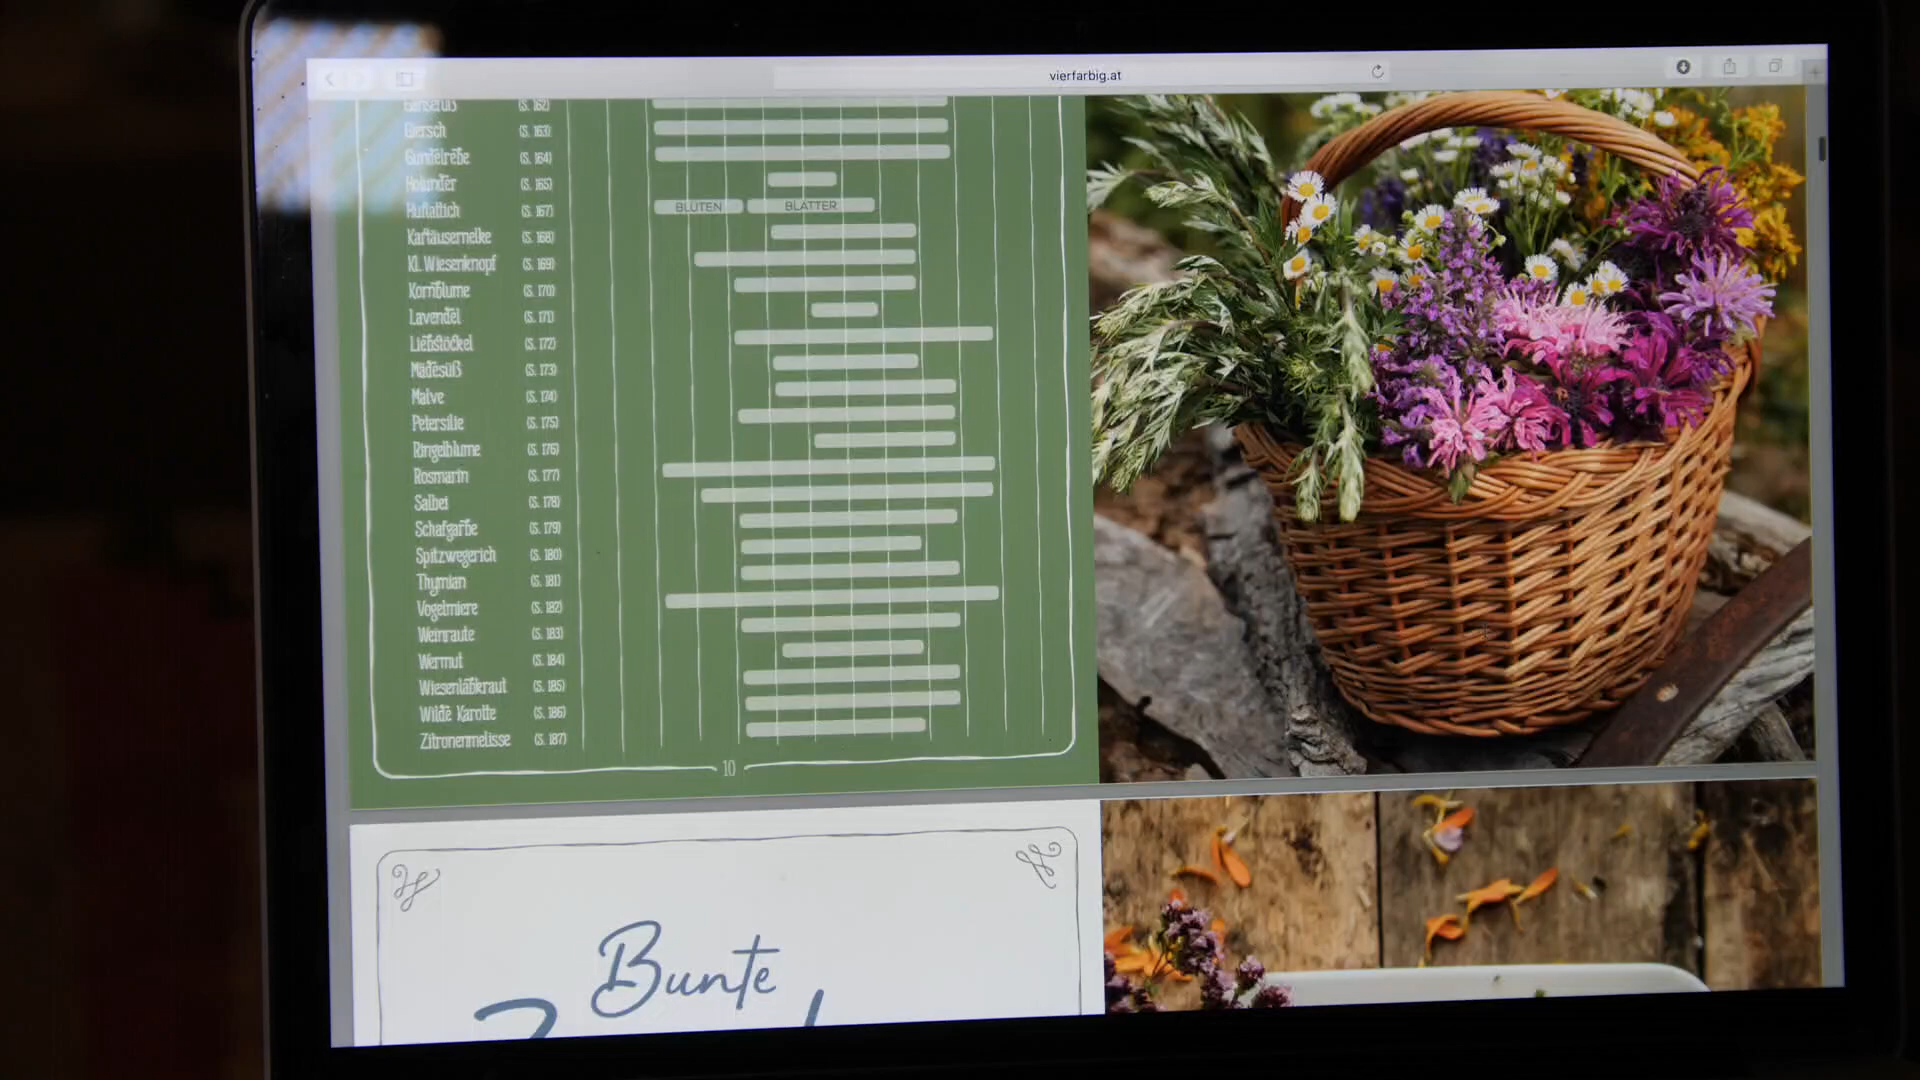 vierfarbig.at
Gänsefuß (S. 162)
Giersch (S. 163)
Gundelrebe (S. 164)
Holunder (S. 165)
Huflattich (S. 167) BLÜTEN BLÄTTER
Kartäusernelke (S. 168)
Kl. Wiesenknopf (S. 169)
Kornblume (S. 170)
Lavendel (S. 171)
Liebstöckel (S. 172)
Mädesüß (S. 173)
Malve (S. 174)
Petersilie (S. 175)
Ringelblume (S. 176)
Rosmarin (S. 177)
Salbei (S. 178)
Schafgarbe (S. 179)
Spitzwegerich (S. 180)
Thymian (S. 181)
Vogelmiere (S. 182)
Weinraute (S. 183)
Wermut (S. 184)
Wiesenlabkraut (S. 185)
Wilde Karotte (S. 186)
Zitronenmelisse (S. 187)
10
Bunte